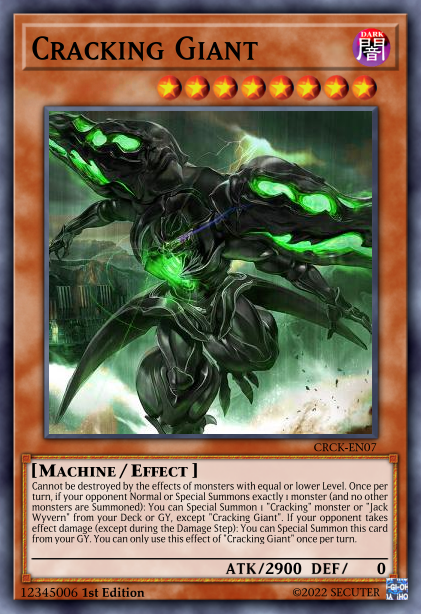 Cracking Giant
DARK
闇
CRCK-EN07
[Machine / Effect ]
Cannot be destroyed by the effects of monsters with equal or lower Level. Once per
turn, if your opponent Normal or Special Summons exactly 1 monster (and no other
monsters are Summoned): You can Special Summon 1 "Cracking" monster or "Jack
Wyvern" from your Deck or GY, except "Cracking Giant". If your opponent takes
effect damage (except during the Damage Step): You can Special Summon this
card from your GY. You can only use this effect of "Cracking Giant" once per turn.
ATK/2900 DEF/ 0
12345006 1st Edition
©2022 SECUTER